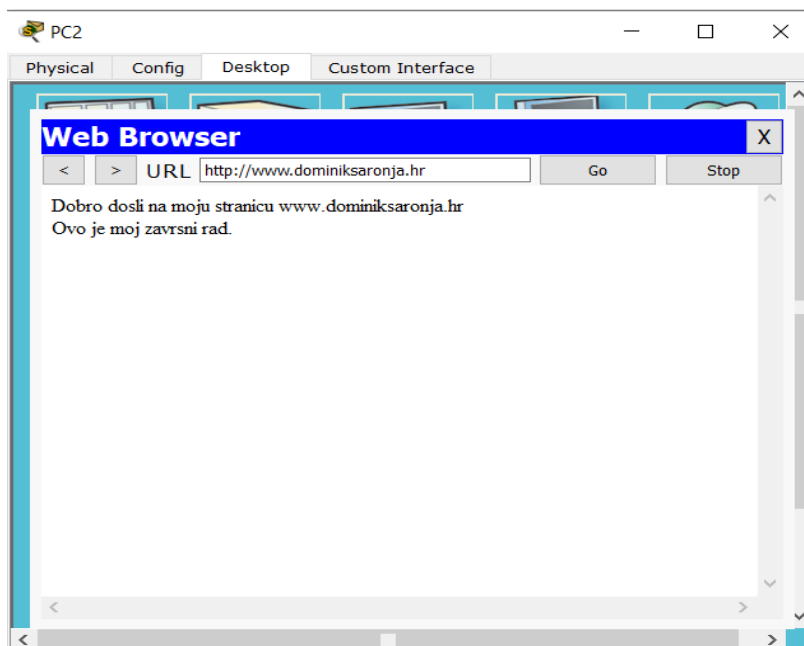 PC2
Physical Config Desktop Custom Interface
Web Browser X
< > URL http://www.dominiksaronja.hr Go Stop
Dobro dosli na moju stranicu www.dominiksaronja.hr
Ovo je moj zavrsni rad.